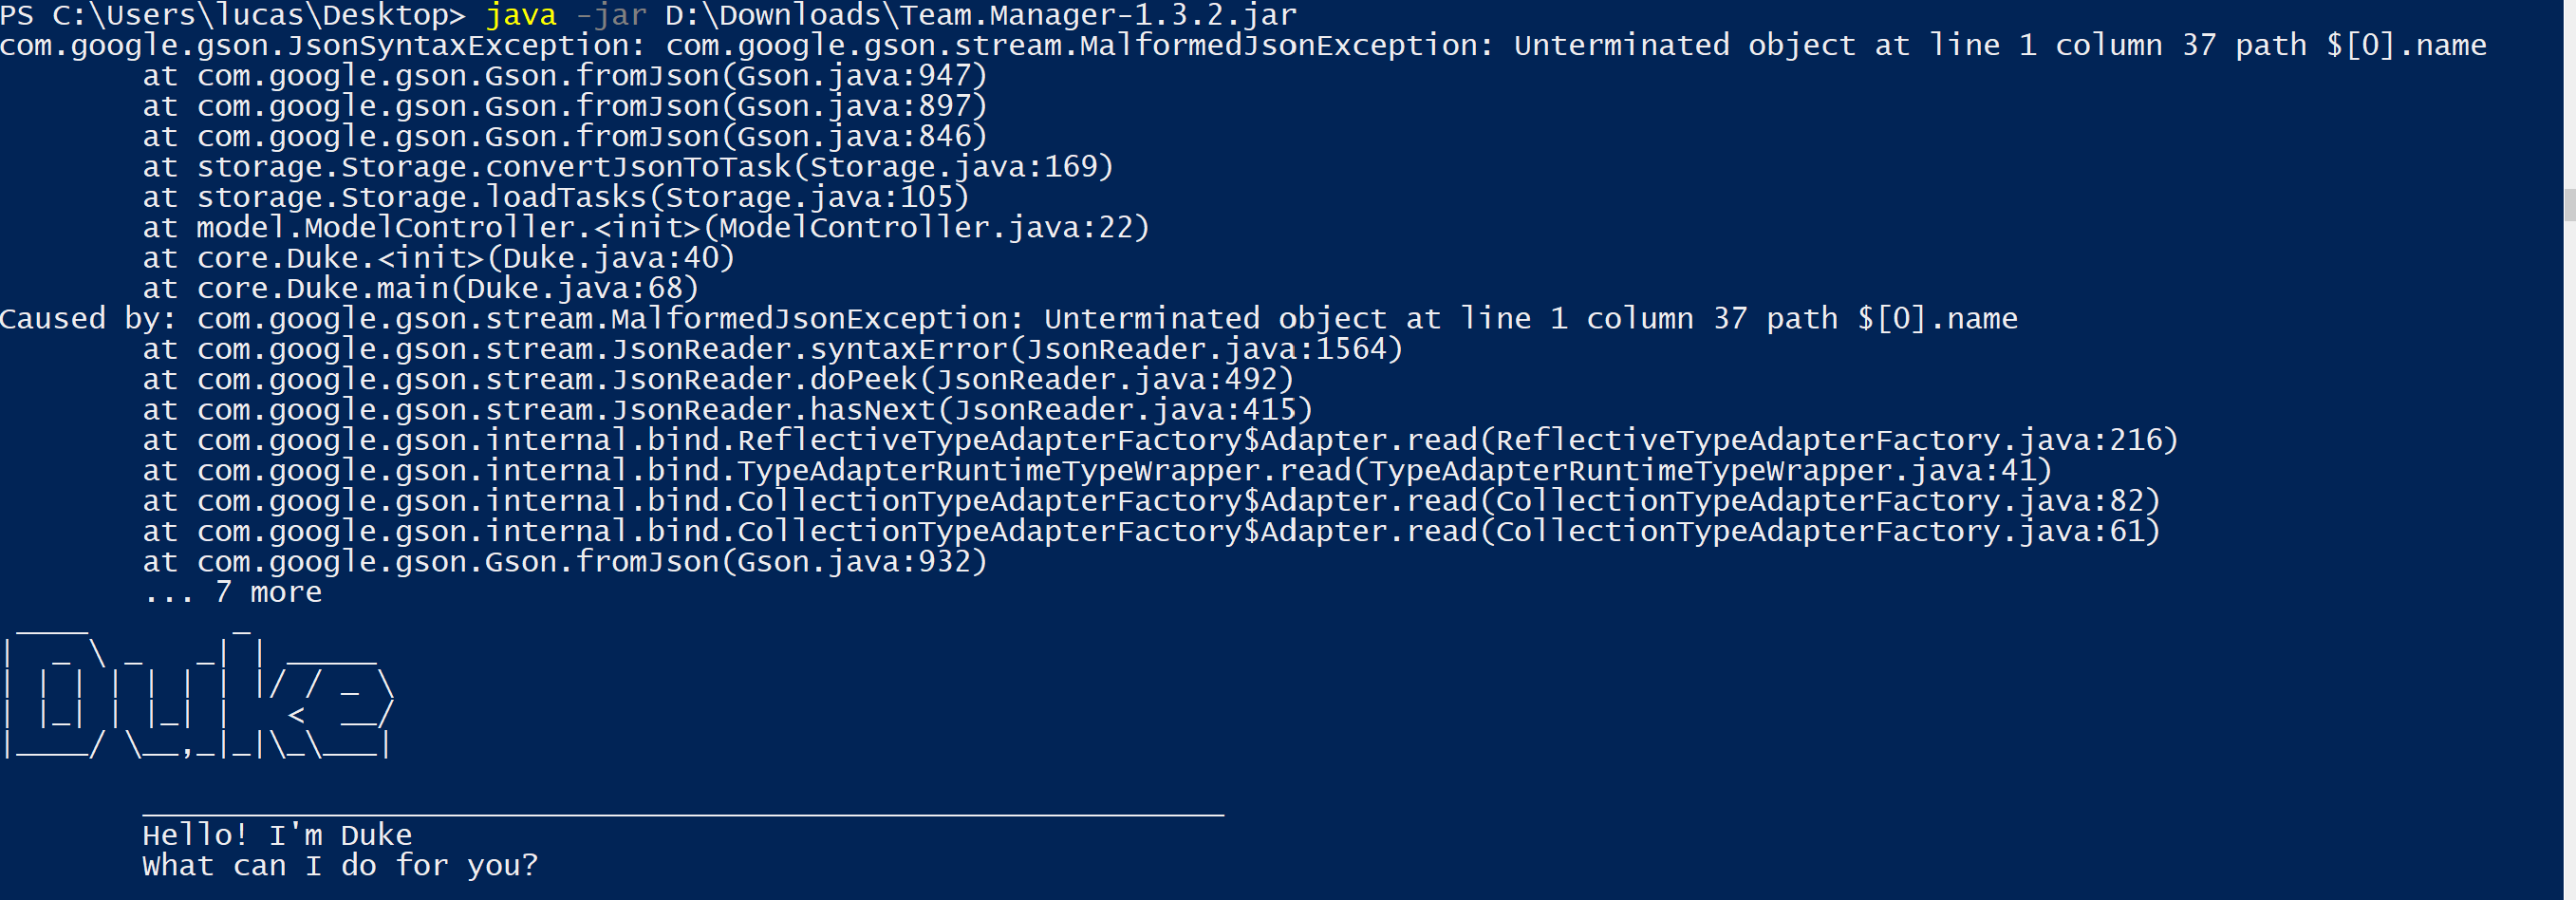 PS C:\Users\lucas\Desktop> java -jar D:\Downloads\Team.Manager-1.3.2.jar
com.google.gson.JsonSyntaxException: com.google.gson.stream.MalformedJsonException: Unterminated object at line 1 column 37 path $[0].name
        at com.google.gson.Gson.fromJson(Gson.java:947)
        at com.google.gson.Gson.fromJson(Gson.java:897)
        at com.google.gson.Gson.fromJson(Gson.java:846)
        at storage.Storage.convertJsonToTask(Storage.java:169)
        at storage.Storage.loadTasks(Storage.java:105)
        at model.ModelController.<init>(ModelController.java:22)
        at core.Duke.<init>(Duke.java:40)
        at core.Duke.main(Duke.java:68)
Caused by: com.google.gson.stream.MalformedJsonException: Unterminated object at line 1 column 37 path $[0].name
        at com.google.gson.stream.JsonReader.syntaxError(JsonReader.java:1564)
        at com.google.gson.stream.JsonReader.doPeek(JsonReader.java:492)
        at com.google.gson.stream.JsonReader.hasNext(JsonReader.java:415)
        at com.google.gson.internal.bind.ReflectiveTypeAdapterFactory$Adapter.read(ReflectiveTypeAdapterFactory.java:216)
        at com.google.gson.internal.bind.TypeAdapterRuntimeTypeWrapper.read(TypeAdapterRuntimeTypeWrapper.java:41)
        at com.google.gson.internal.bind.CollectionTypeAdapterFactory$Adapter.read(CollectionTypeAdapterFactory.java:82)
        at com.google.gson.internal.bind.CollectionTypeAdapterFactory$Adapter.read(CollectionTypeAdapterFactory.java:61)
        at com.google.gson.Gson.fromJson(Gson.java:932)
        ... 7 more
 ____        _
|  _ \ _   _| | _____
| | | | | | | |/ / _ \
| |_| | |_| |   <  __/
|____/ \__,_|_|\_\___|

        ____________________________________________________________
        Hello! I'm Duke
        What can I do for you?